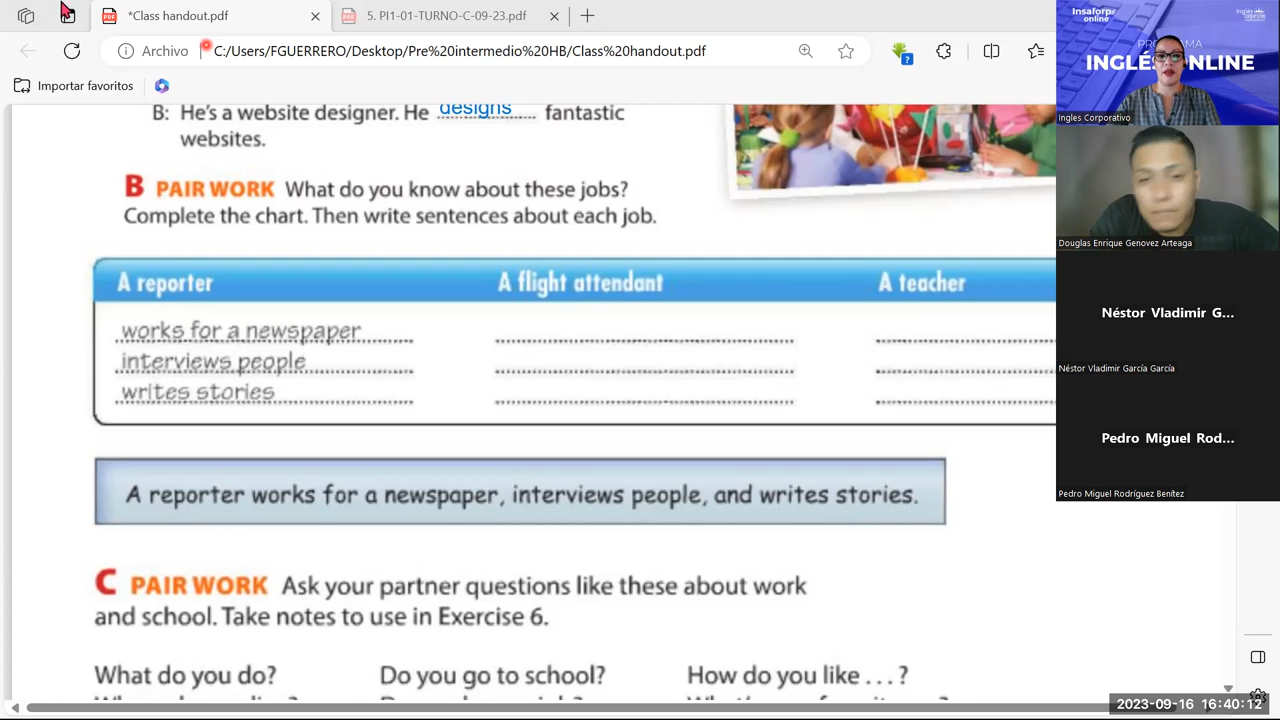 *Class handout.pdf
3.011-01-TURNO-C-09-23.pdf
Archivo
C:/Users/FGUERRERO/Desktop/Pre%20intermedio%20HB/Class%20handout.pdf
Importar favoritos
B: He's a website designer. He designs fantastic
websites.
B PAIR WORK What do you know about these jobs?
Complete the chart. Then write sentences about each job.
A reporter A flight attendant A teacher
works for a newspaper
interviews people
writes stories
A reporter works for a newspaper, interviews people, and writes stories.
C PAIR WORK Ask your partner questions like these about work
and school. Take notes to use in Exercise 6.
What do you do? Do you go to school? How do you like . . . ?
Insaforp
online
INGLÉS ONLINE
Ingles Corporativo
Douglas Enrique Genovez Arteaga
Néstor Vladimir G...
Néstor Vladimir García García
Pedro Miguel Rod...
Pedro Miguel Rodríguez Benítez
2023-09-16 16:40:12